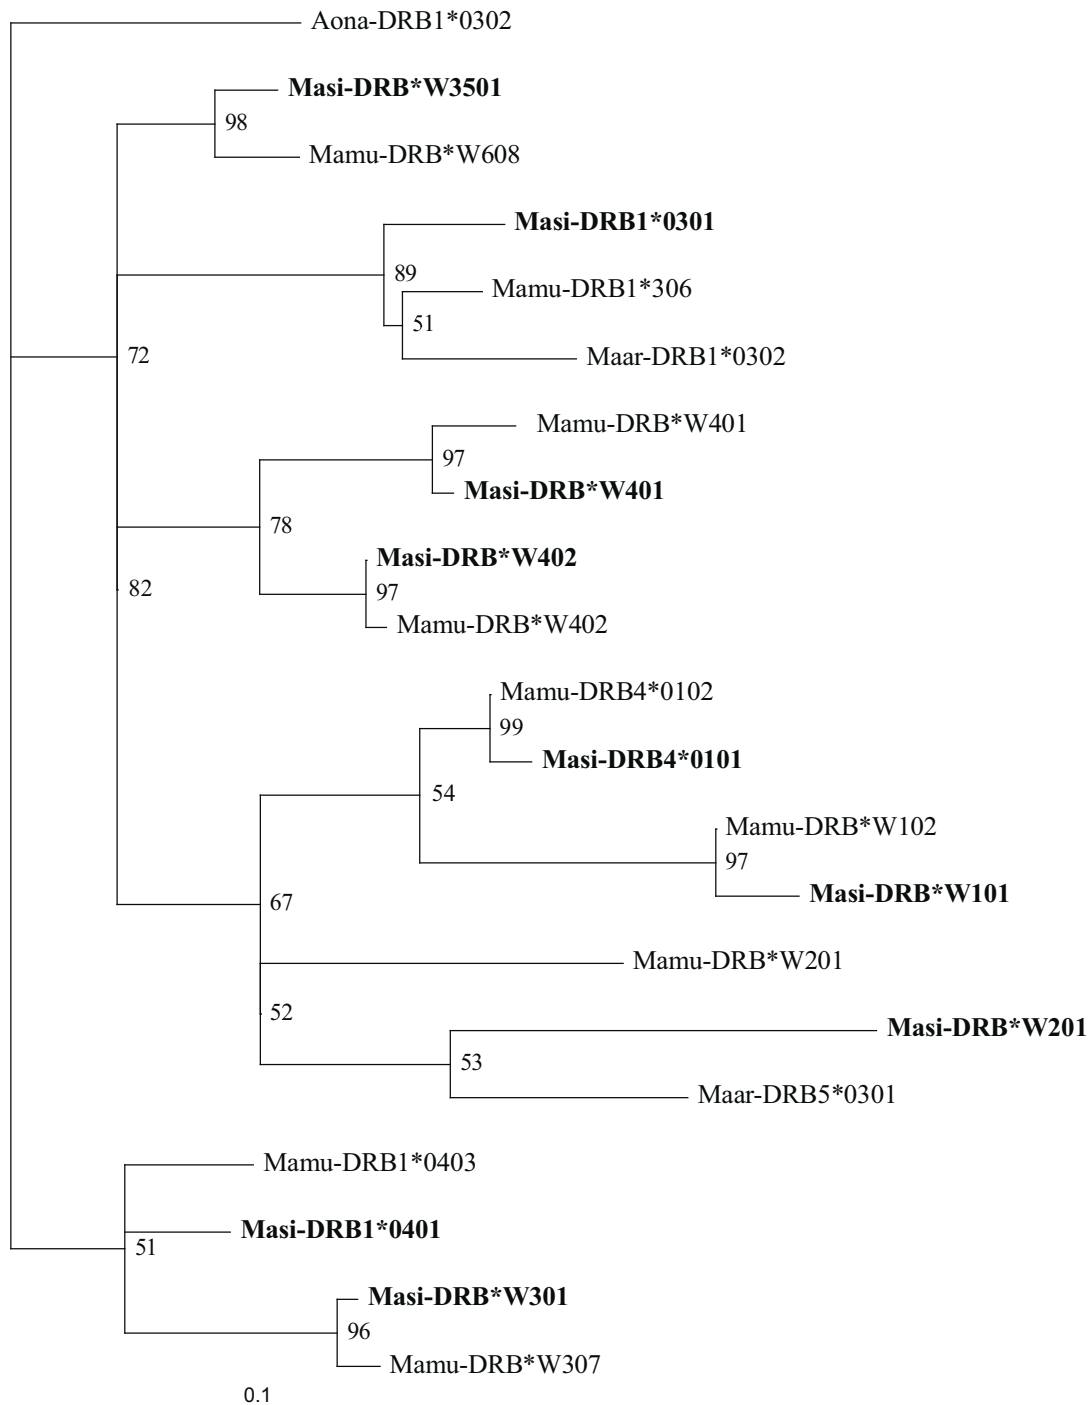 Aona-DRB1*0302
Masi-DRB*W3501
98
Mamu-DRB*W608
Masi-DRB1*0301
89
Mamu-DRB1*306
51
Maar-DRB1*0302
72
Mamu-DRB*W401
97
Masi-DRB*W401
78
Masi-DRB*W402
82
97
Mamu-DRB*W402
Mamu-DRB4*0102
99
Masi-DRB4*0101
54
Mamu-DRB*W102
97
Masi-DRB*W101
67
Mamu-DRB*W201
52
Masi-DRB*W201
53
Maar-DRB5*0301
Mamu-DRB1*0403
Masi-DRB1*0401
51
Masi-DRB*W301
96
Mamu-DRB*W307
0.1